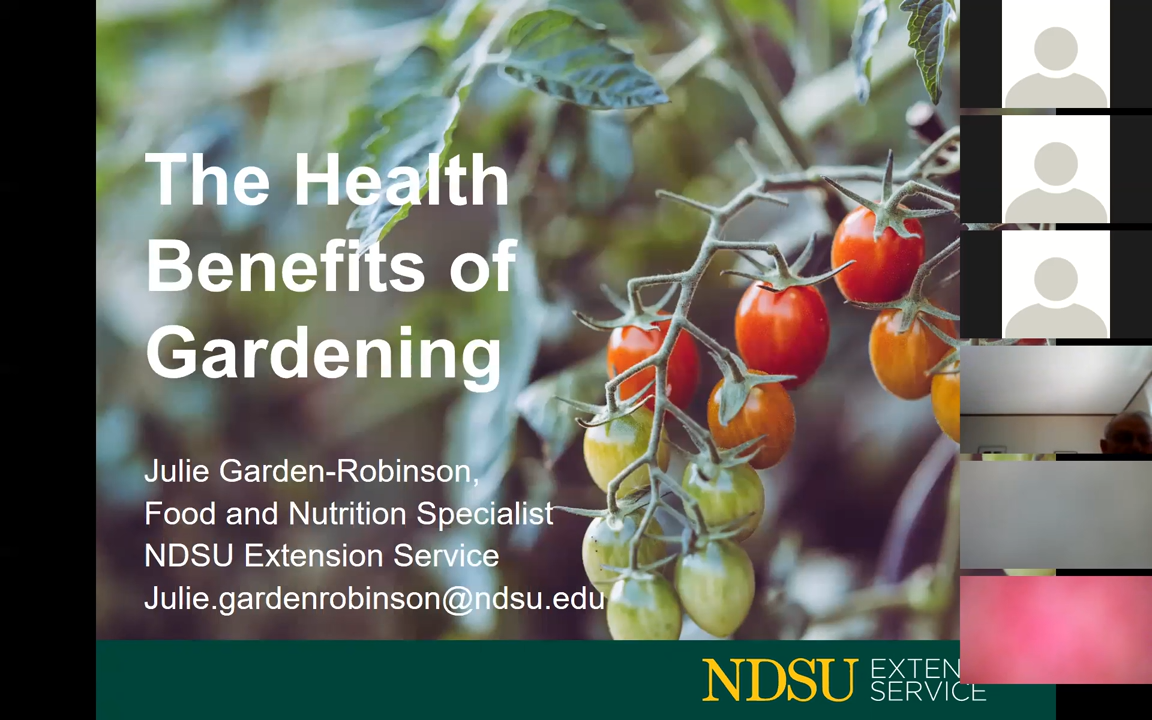 The Health
Benefits of
Gardening
Julie Garden-Robinson,
Food and Nutrition Specialist
NDSU Extension Service
Julie.gardenrobinson@ndsu.edu
NDSU EXTEN
SERVICE